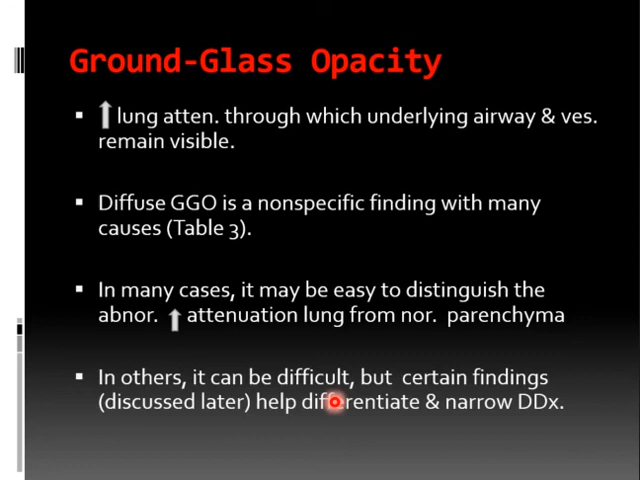 Ground-Glass Opacity
lung atten. through which underlying airway & ves.
remain visible.
Diffuse GGO is a nonspecific finding with many
causes (Table 3).
In many cases, it may be easy to distinguish the
abnor. attenuation lung from nor. parenchyma
In others, it can be difficult, but certain findings
(discussed later) help differentiate & narrow DDx.